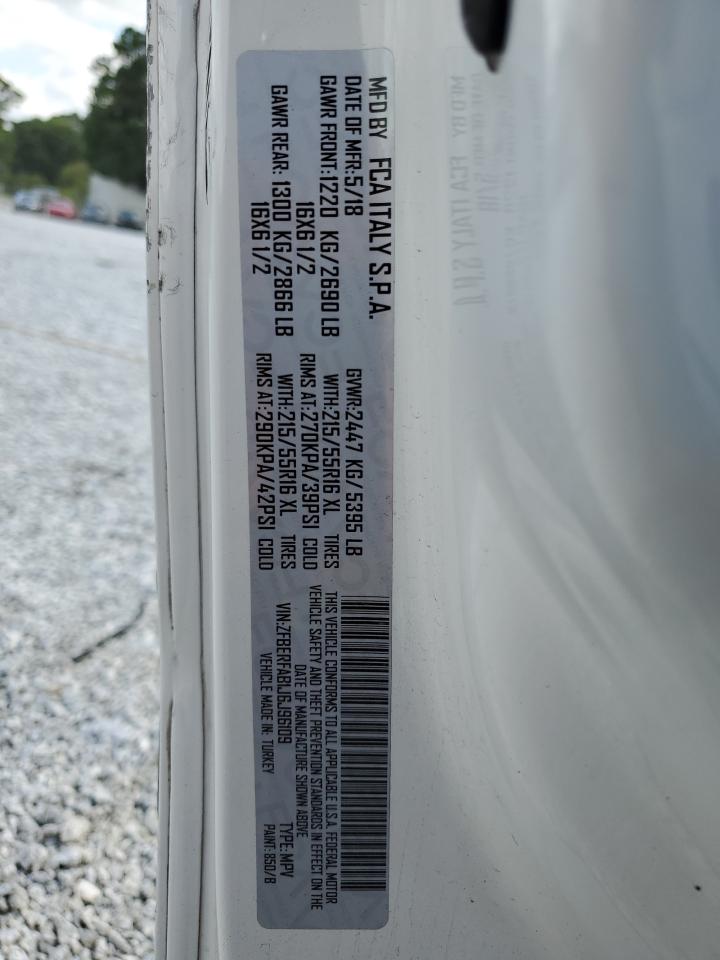 MFD BY FCA ITALY S.P.A.
DATE OF MFR:5/18 GVWR:2447 KG/ 5395 LB
GAWR FRONT:1220 KG/2690 LB WITH:215/55R16 XL TIRES
16X6 1/2 RIMS AT:270KPA/39PSI COLD
GAWR REAR: 1300 KG/2866 LB WITH:215/55R16 XL TIRES
16X6 1/2 RIMS AT:290KPA/42PSI COLD
THIS VEHICLE CONFORMS TO ALL APPLICABLE U.S.A. FEDERAL MOTOR
VEHICLE SAFETY AND THEFT PREVENTION STANDARDS IN EFFECT ON THE
DATE OF MANUFACTURE SHOWN ABOVE
VIN:ZFBERFABXJ6J96109 TYPE:MPV
VEHICLE MADE IN: TURKEY PAINT:850/B